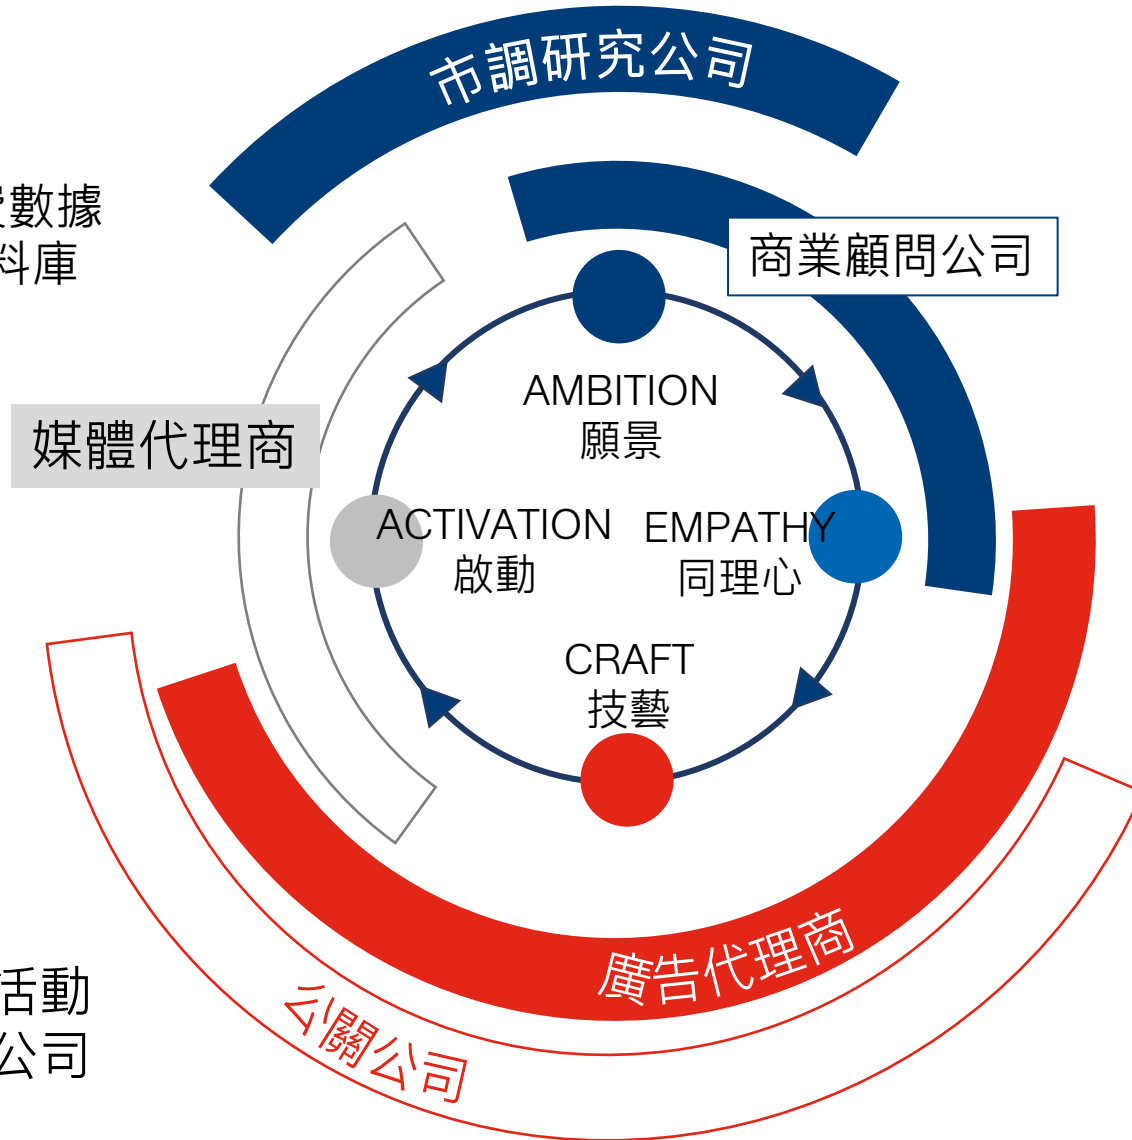 市調研究公司
數據
料庫
商業顧問公司
AMBITION
願景
媒體代理商
ACTIVATION
啟動
EMPATHY
同理心
CRAFT
技藝
廣告代理商
活動
公司
公關公司